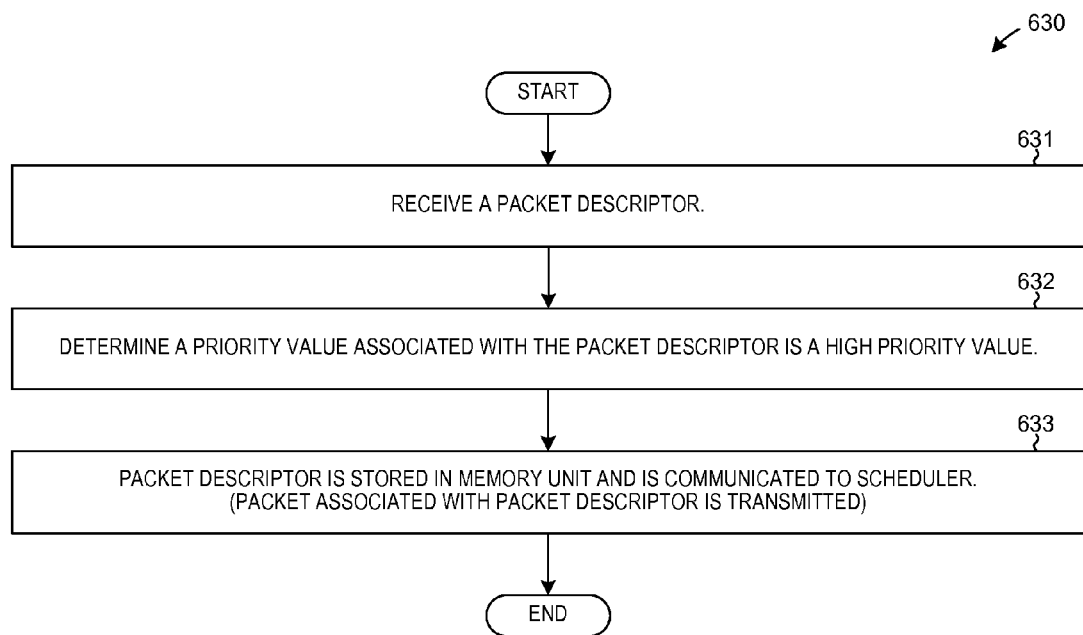 630
START
631
RECEIVE A PACKET DESCRIPTOR.
632
DETERMINE A PRIORITY VALUE ASSOCIATED WITH THE PACKET DESCRIPTOR IS A HIGH PRIORITY VALUE.
633
PACKET DESCRIPTOR IS STORED IN MEMORY UNIT AND IS COMMUNICATED TO SCHEDULER.
(PACKET ASSOCIATED WITH PACKET DESCRIPTOR IS TRANSMITTED)
END